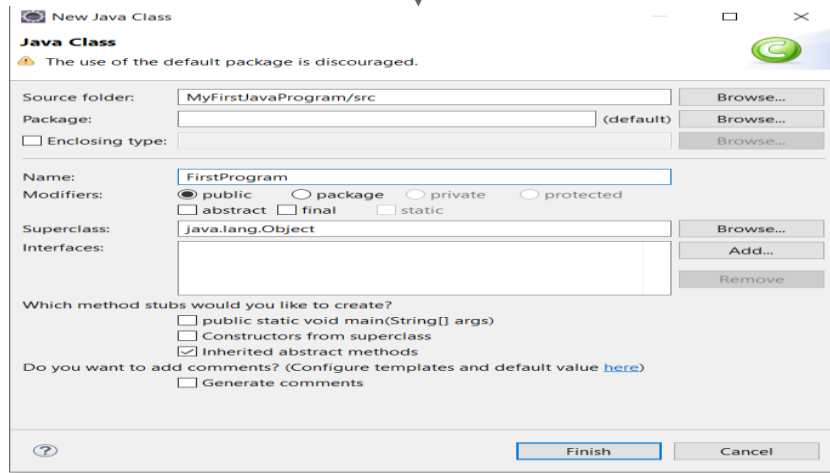 New Java Class
Java Class
The use of the default package is discouraged.
Source folder: MyFirstJavaProgram/src Browse...
Package: (default) Browse...
Enclosing type: Browse...
Name: FirstProgram
Modifiers: public package private protected
abstract final static
Superclass: java.lang.Object Browse...
Interfaces: Add...
Remove
Which method stubs would you like to create?
public static void main(String[] args)
Constructors from superclass
Inherited abstract methods
Do you want to add comments? (Configure templates and default value here)
Generate comments
? Finish Cancel